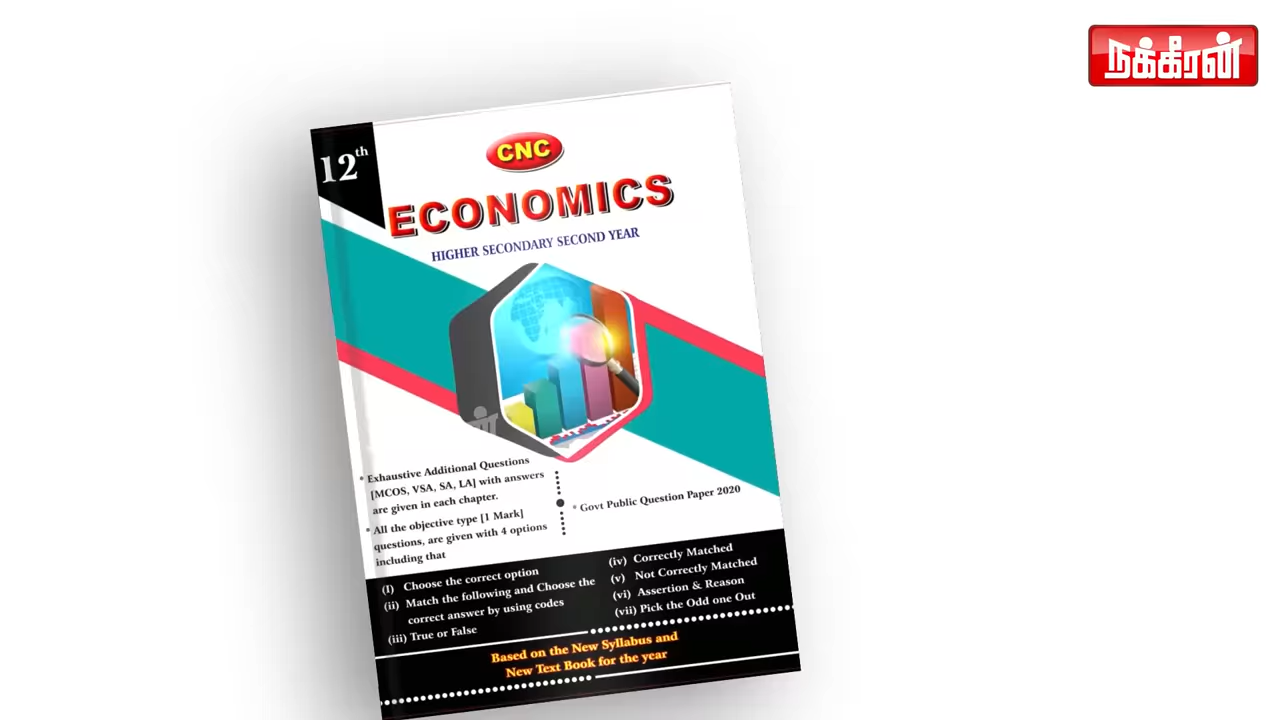 நக்கீரன்
12th
CNC
ECONOMICS
HIGHER SECONDARY SECOND YEAR
* Exhaustive Additional Questions
[MCOS, VSA, SA, LA] with answers
are given in each chapter.
* All the objective type [1 Mark]
questions, are given with 4 options
including that
* Govt Public Question Paper 2020
(I) Choose the correct option
(ii) Match the following and Choose the
correct answer by using codes
(iii) True or False
(iv) Correctly Matched
(v) Not Correctly Matched
(vi) Assertion & Reason
(vii) Pick the Odd one Out
Based on the New Syllabus and
New Text Book for the year